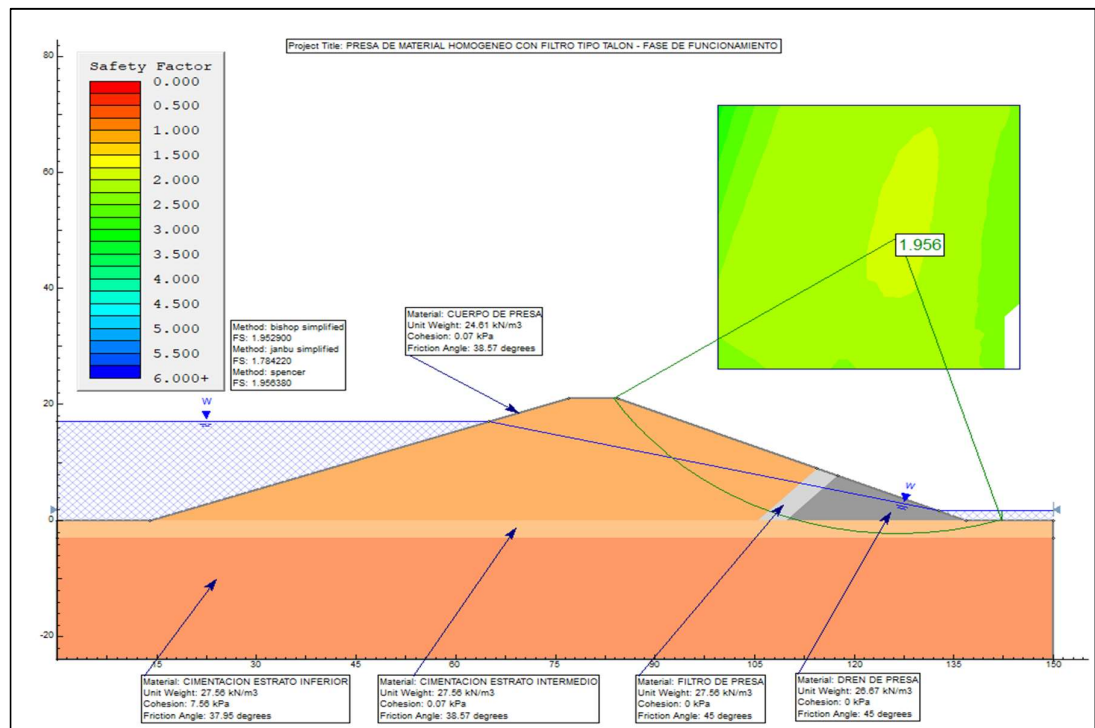 Project Title: PRESA DE MATERIAL HOMOGENEO CON FILTRO TIPO TALON - FASE DE FUNCIONAMIENTO
80
60
40
20
0
-20
Safety Factor
0.000
0.500
1.000
1.500
2.000
2.500
3.000
3.500
4.000
4.500
5.000
5.500
6.000+
Method: bishop simplified
FS: 1.952900
Method: janbu simplified
FS: 1.784220
Method: spencer
FS: 1.956380
Material: CUERPO DE PRESA
Unit Weight: 24.61 kN/m3
Cohesion: 0.07 kPa
Friction Angle: 38.57 degrees
1.956
W
W
15
30
45
60
75
90
105
120
135
150
Material: CIMENTACION ESTRATO INFERIOR
Unit Weight: 27.56 kN/m3
Cohesion: 7.56 kPa
Friction Angle: 37.95 degrees
Material: CIMENTACION ESTRATO INTERMEDIO
Unit Weight: 27.56 kN/m3
Cohesion: 0.07 kPa
Friction Angle: 38.57 degrees
Material: FILTRO DE PRESA
Unit Weight: 27.56 kN/m3
Cohesion: 0 kPa
Friction Angle: 45 degrees
Material: DREN DE PRESA
Unit Weight: 26.67 kN/m3
Cohesion: 0 kPa
Friction Angle: 45 degrees